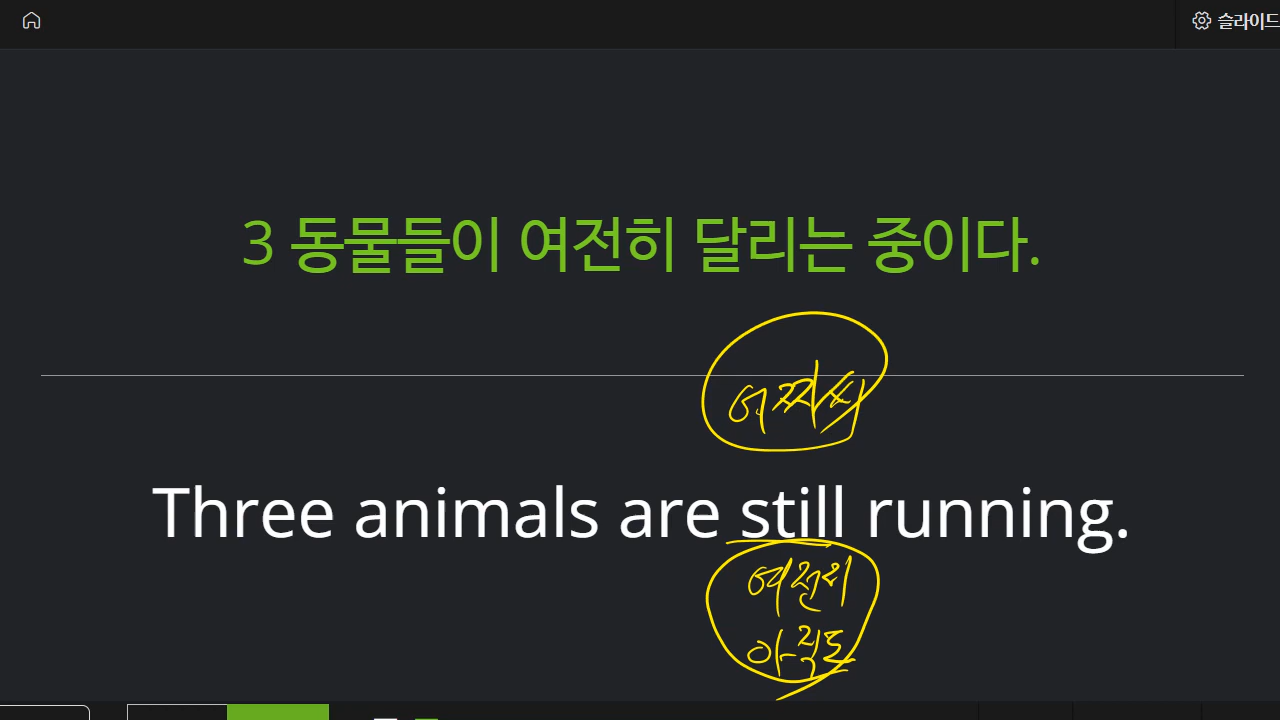 슬라이드
3 동물들이 여전히 달리는 중이다.
Three animals are still running.
여전히
아직도